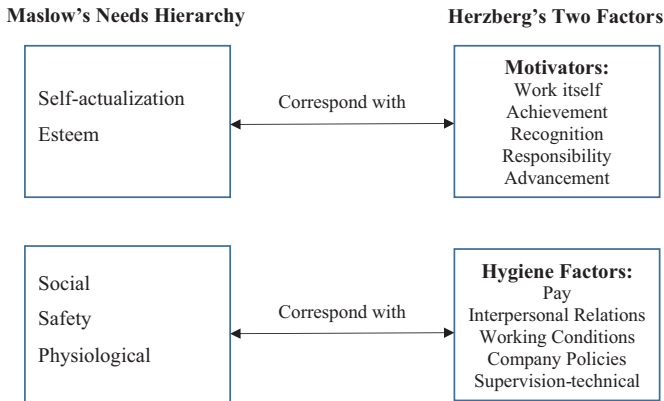 Maslow's Needs Hierarchy
Herzberg's Two Factors
Self-actualization
Esteem
Correspond with
Motivators:
Work itself
Achievement
Recognition
Responsibility
Advancement
Social
Safety
Physiological
Correspond with
Hygiene Factors:
Pay
Interpersonal Relations
Working Conditions
Company Policies
Supervision-technical